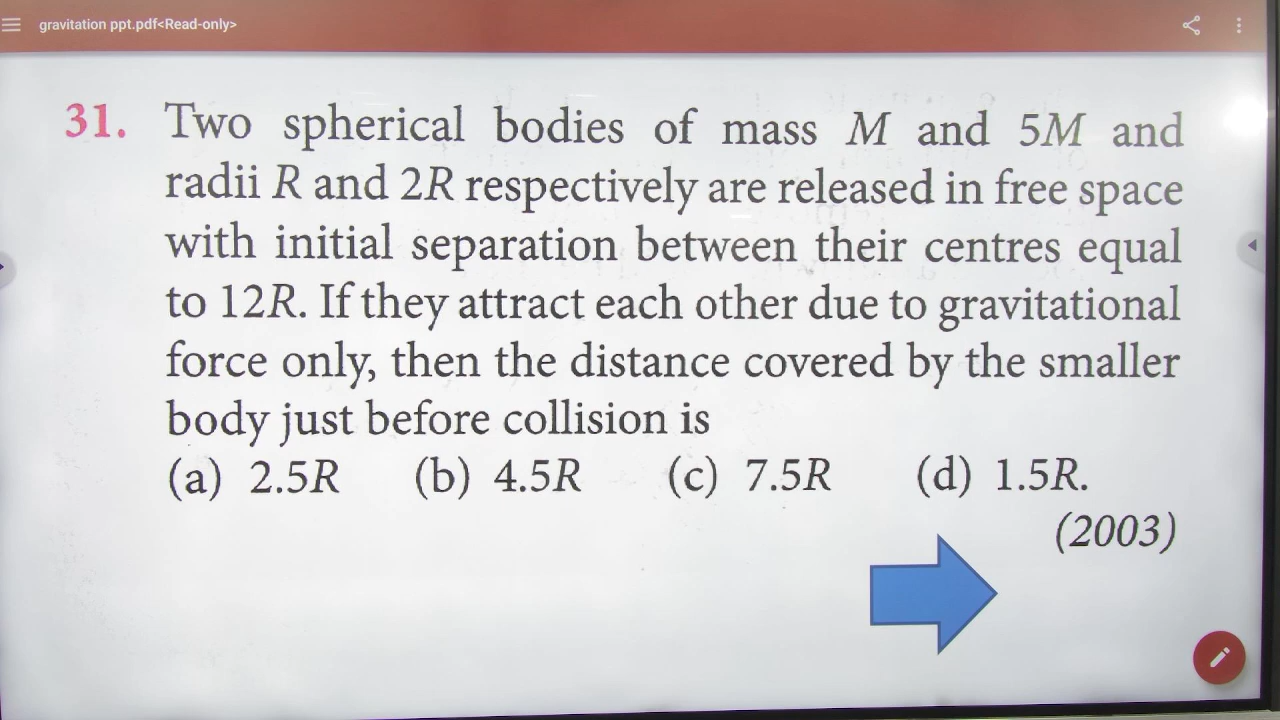 gravitation ppt.pdf<Read-only>
31. Two spherical bodies of mass M and 5M and
radii R and 2R respectively are released in free space
with initial separation between their centres equal
to 12R. If they attract each other due to gravitational
force only, then the distance covered by the smaller
body just before collision is
(a) 2.5R (b) 4.5R (c) 7.5R (d) 1.5R.
(2003)